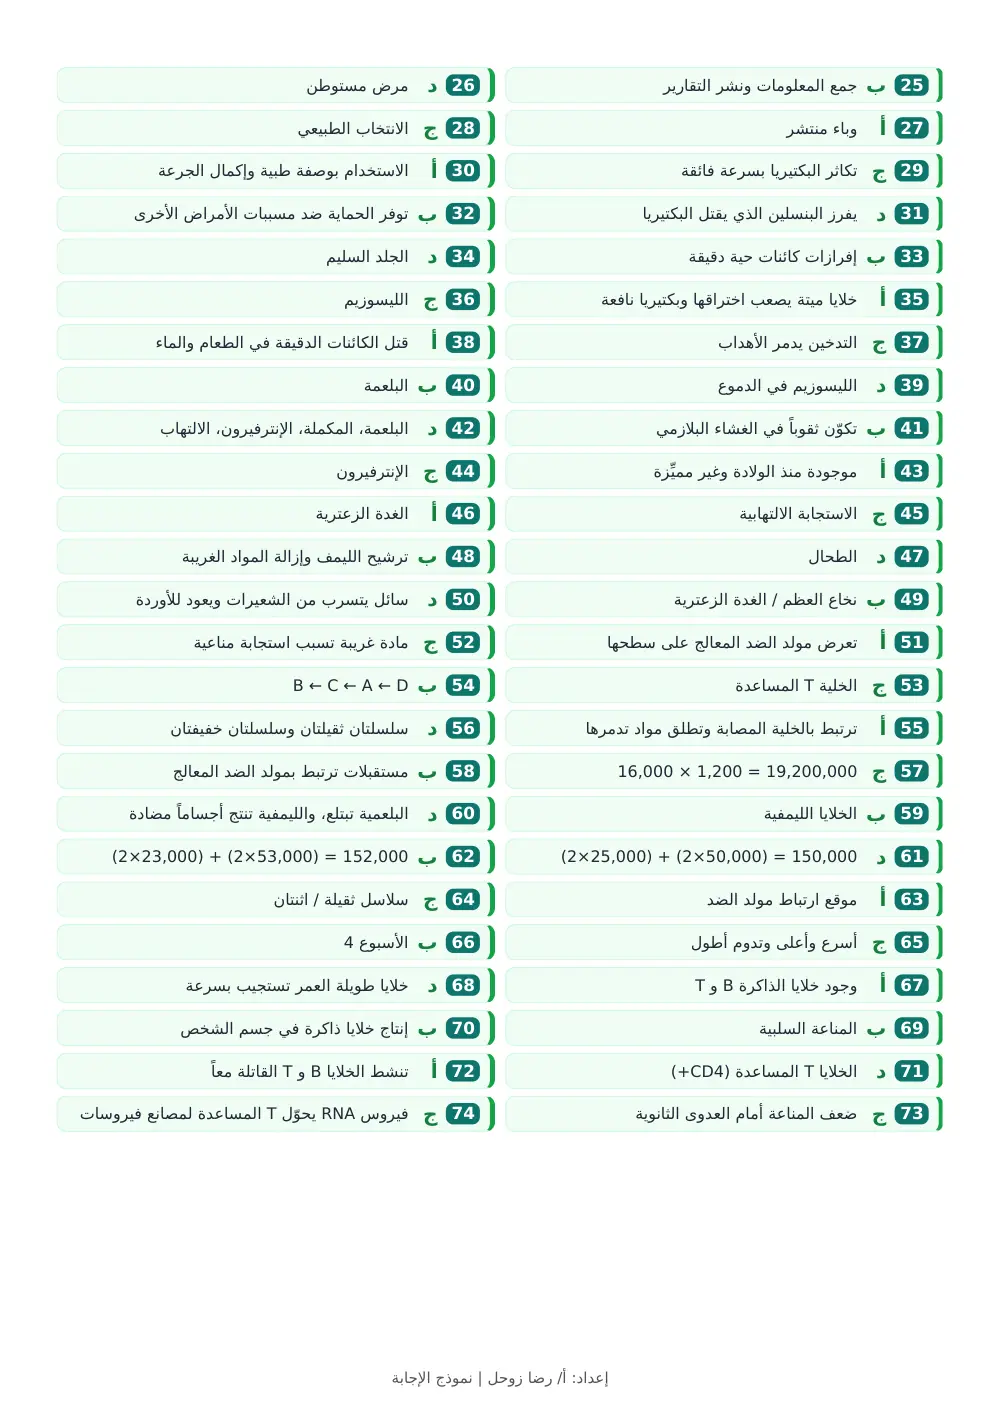 25 ب جمع المعلومات ونشر التقارير
26 د مرض مستوطن
27 أ وباء منتشر
28 ج الانتخاب الطبيعي
29 ج تكاثر البكتيريا بسرعة فائقة
30 أ الاستخدام بوصفة طبية وإكمال الجرعة
31 د يفرز البنسلين الذي يقتل البكتيريا
32 ب توفر الحماية ضد مسببات الأمراض الأخرى
33 ب إفرازات كائنات حية دقيقة
34 د الجلد السليم
35 أ خلايا ميتة يصعب اختراقها وبكتيريا نافعة
36 ج الليسوزيم
37 ج التدخين يدمر الأهداب
38 أ قتل الكائنات الدقيقة في الطعام والماء
39 د الليسوزيم في الدموع
40 ب البلعمة
41 ب تكوّن ثقوباً في الغشاء البلازمي
42 د البلعمة، المكملة، الإنترفيرون، الالتهاب
43 أ موجودة منذ الولادة وغير مميِّزة
44 ج الإنترفيرون
45 ج الاستجابة الالتهابية
46 أ الغدة الزعترية
47 د الطحال
48 ب ترشيح الليمف وإزالة المواد الغريبة
49 ب نخاع العظم / الغدة الزعترية
50 د سائل يتسرب من الشعيرات ويعود للأوردة
51 أ تعرض مولد الضد المعالج على سطحها
52 ج مادة غريبة تسبب استجابة مناعية
53 ج الخلية T المساعدة
54 ب B ← C ← A ← D
55 أ ترتبط بالخلية المصابة وتطلق مواد تدمرها
56 د سلسلتان ثقيلتان وسلسلتان خفيفتان
57 ج 16,000 × 1,200 = 19,200,000
58 ب مستقبلات ترتبط بمولد الضد المعالج
59 ب الخلايا الليمفية
60 د البلعمية تبتلع، والليمفية تنتج أجساماً مضادة
61 د (2×25,000) + (2×50,000) = 150,000
62 ب (2×23,000) + (2×53,000) = 152,000
63 أ موقع ارتباط مولد الضد
64 ج سلاسل ثقيلة / اثنتان
65 ج أسرع وأعلى وتدوم أطول
66 ب الأسبوع 4
67 أ وجود خلايا الذاكرة B و T
68 د خلايا طويلة العمر تستجيب بسرعة
69 ب المناعة السلبية
70 ب إنتاج خلايا ذاكرة في جسم الشخص
71 د الخلايا T المساعدة (CD4+)
72 أ تنشط الخلايا B و T القاتلة معاً
73 ج ضعف المناعة أمام العدوى الثانوية
74 ج فيروس RNA يحوّل T المساعدة لمصانع فيروسات
إعداد: أ/ رضا زوحل | نموذج الإجابة